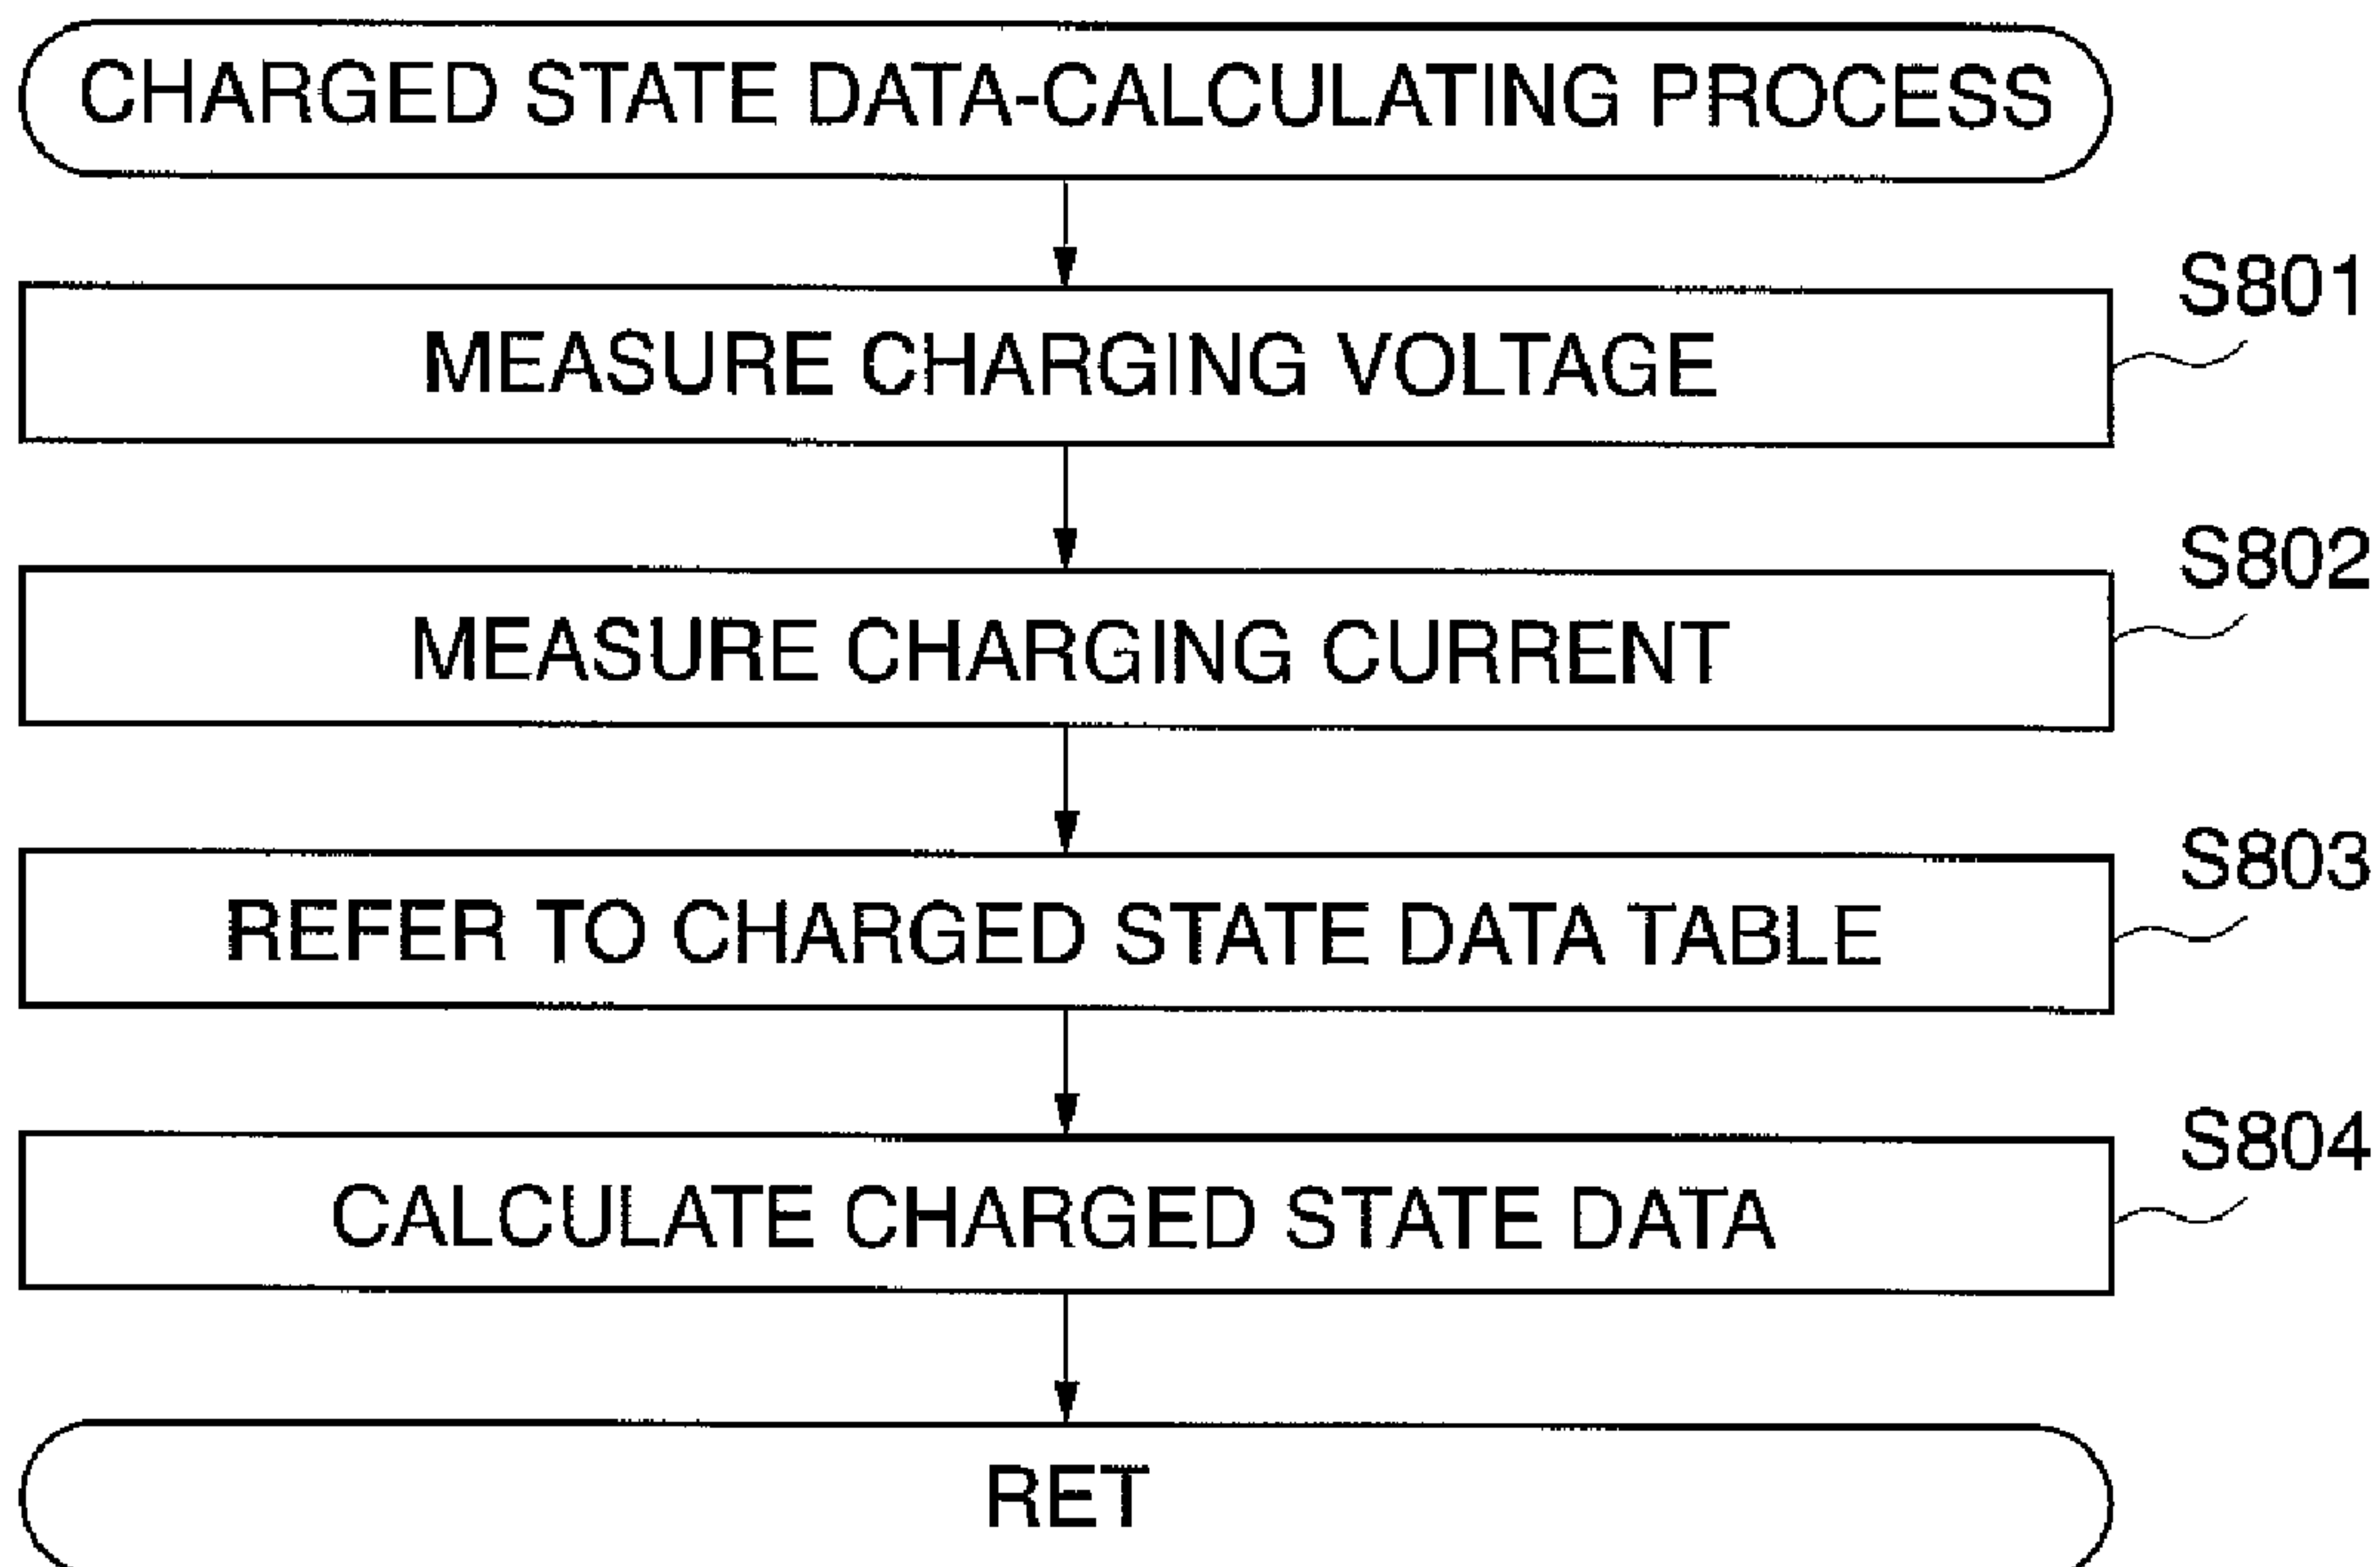 CHARGED STATE DATA-CALCULATING PROCESS
S801
MEASURE CHARGING VOLTAGE
S802
MEASURE CHARGING CURRENT
S803
REFER TO CHARGED STATE DATA TABLE
S804
CALCULATE CHARGED STATE DATA
RET